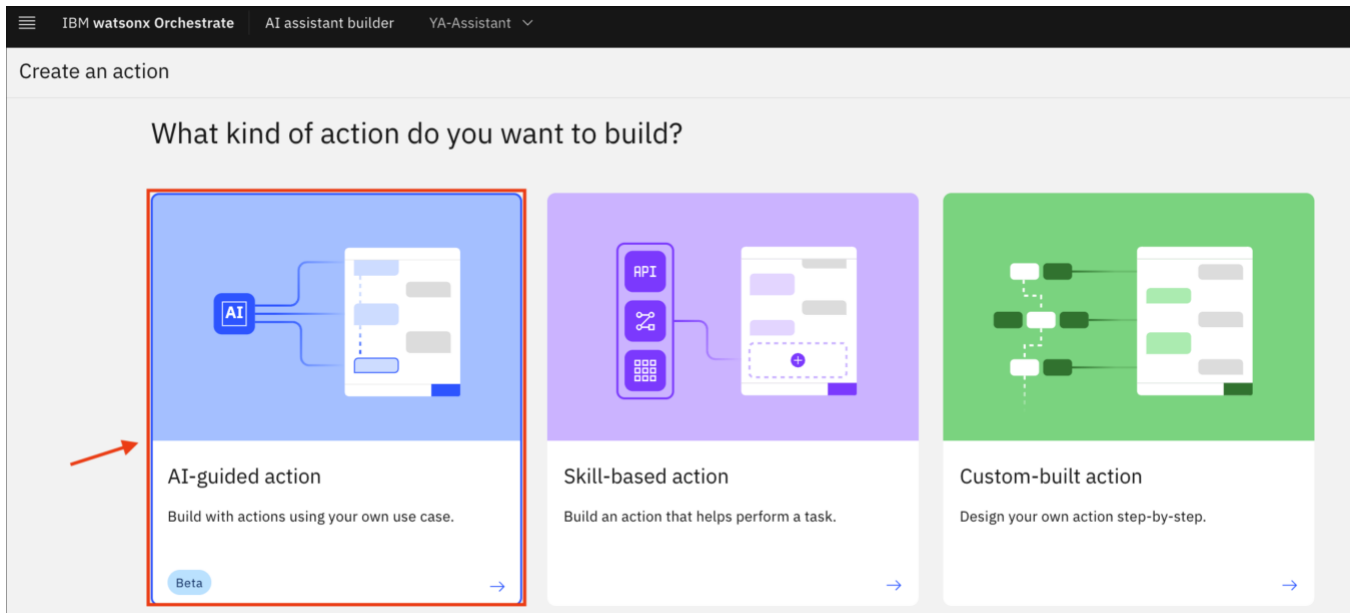 IBM watsonx Orchestrate AI assistant builder YA-Assistant
Create an action
What kind of action do you want to build?
AI
API
AI-guided action
Build with actions using your own use case.
Beta
Skill-based action
Build an action that helps perform a task.
Custom-built action
Design your own action step-by-step.